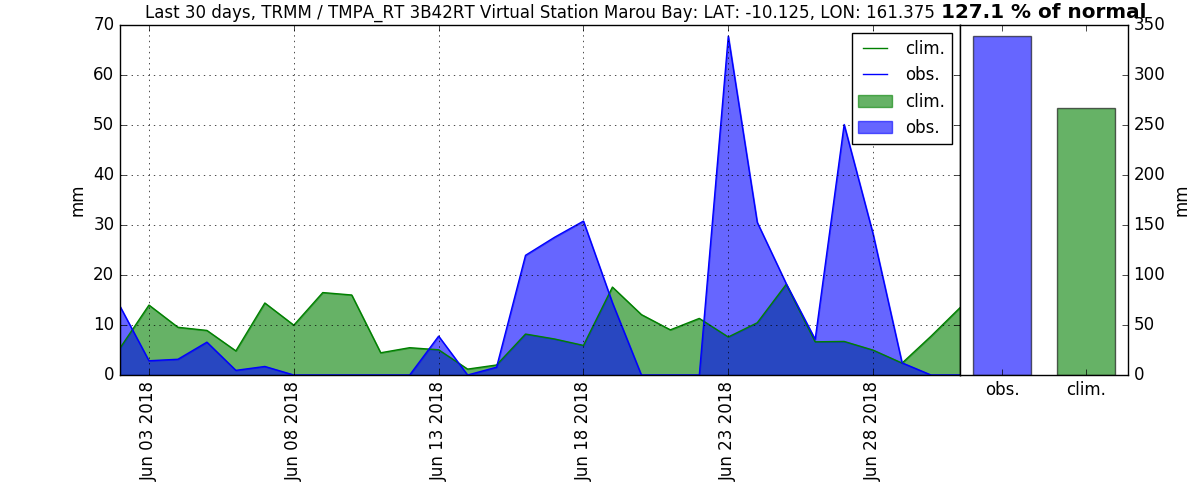 Last 30 days, TRMM / TMPA_RT 3B42RT Virtual Station Marou Bay: LAT: -10.125, LON: 161.375 127.1 % of normal
70
60
50
40
30
20
10
0
mm
clim.
obs.
clim.
obs.
Jun 03 2018
Jun 08 2018
Jun 13 2018
Jun 18 2018
Jun 23 2018
Jun 28 2018
350
300
250
200
150
100
50
0
mm
obs.
clim.